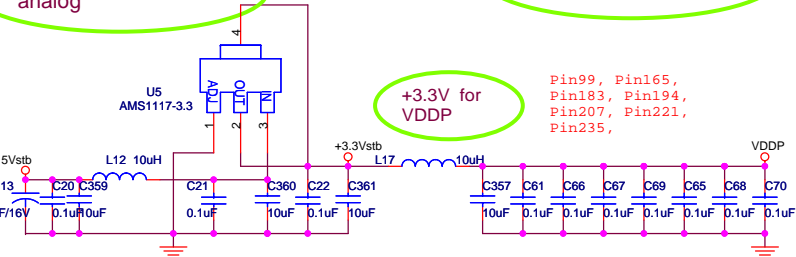 analog
4
U5
AMS1117-3.3
ADJ
OUT
IN
1
2
3
+3.3V for
VDDP
Pin99, Pin165,
Pin183, Pin194,
Pin207, Pin221,
Pin235,
5Vstb
L12 10uH
+3.3Vstb
L17 10uH
VDDP
13
F/16V
C20
0.1uF
C359
10uF
C21
0.1uF
C360
10uF
C22
0.1uF
C361
10uF
C357
10uF
C61
0.1uF
C66
0.1uF
C67
0.1uF
C69
0.1uF
C65
0.1uF
C68
0.1uF
C70
0.1uF